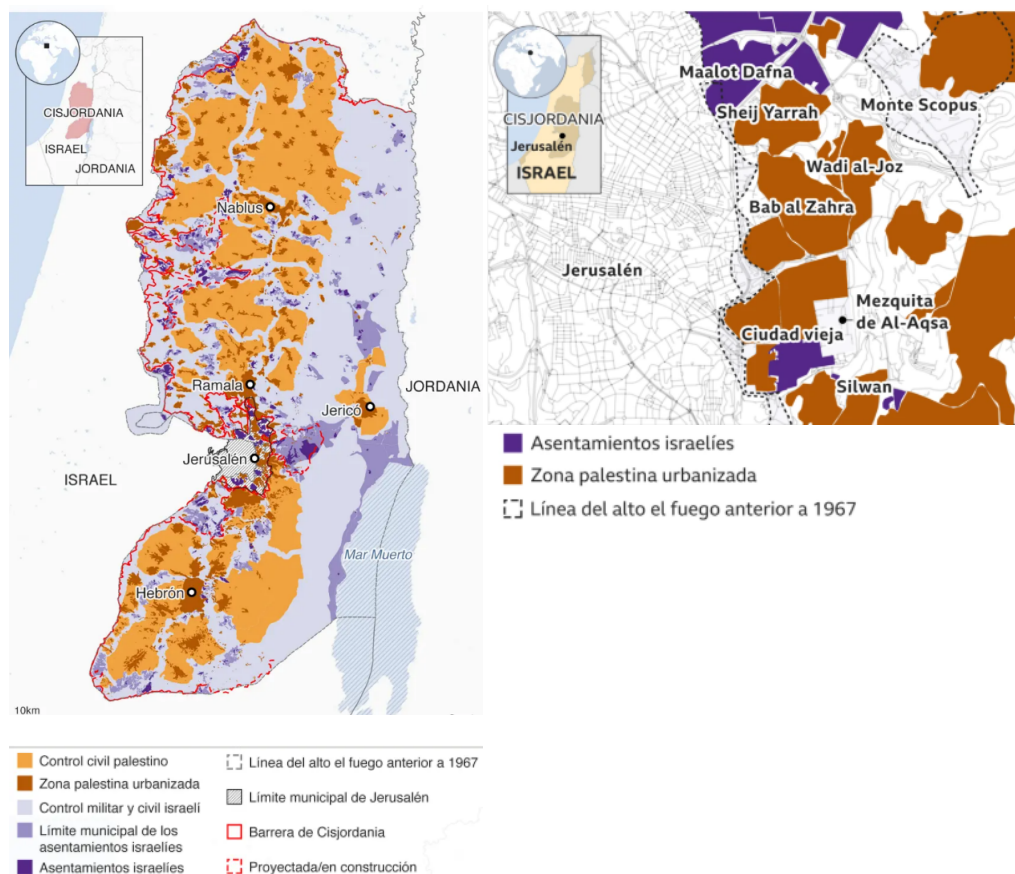 CISJORDANIA
ISRAEL
JORDANIA
Nablus
Ramala
Jericó
JORDANIA
Jerusalén
ISRAEL
Mar Muerto
Hebrón
10km
Control civil palestino
Zona palestina urbanizada
Control militar y civil israelí
Límite municipal de los
asentamientos israelíes
Asentamientos israelíes
Línea del alto el fuego anterior a 1967
Límite municipal de Jerusalén
Barrera de Cisjordania
Proyectada/en construcción
CISJORDANIA
Jerusalén
ISRAEL
Maalot Dafna
Sheij Yarrah
Monte Scopus
Wadi al-Joz
Bab al Zahra
Jerusalén
Mezquita
de Al-Aqsa
Ciudad vieja
Silwan
Asentamientos israelíes
Zona palestina urbanizada
Línea del alto el fuego anterior a 1967